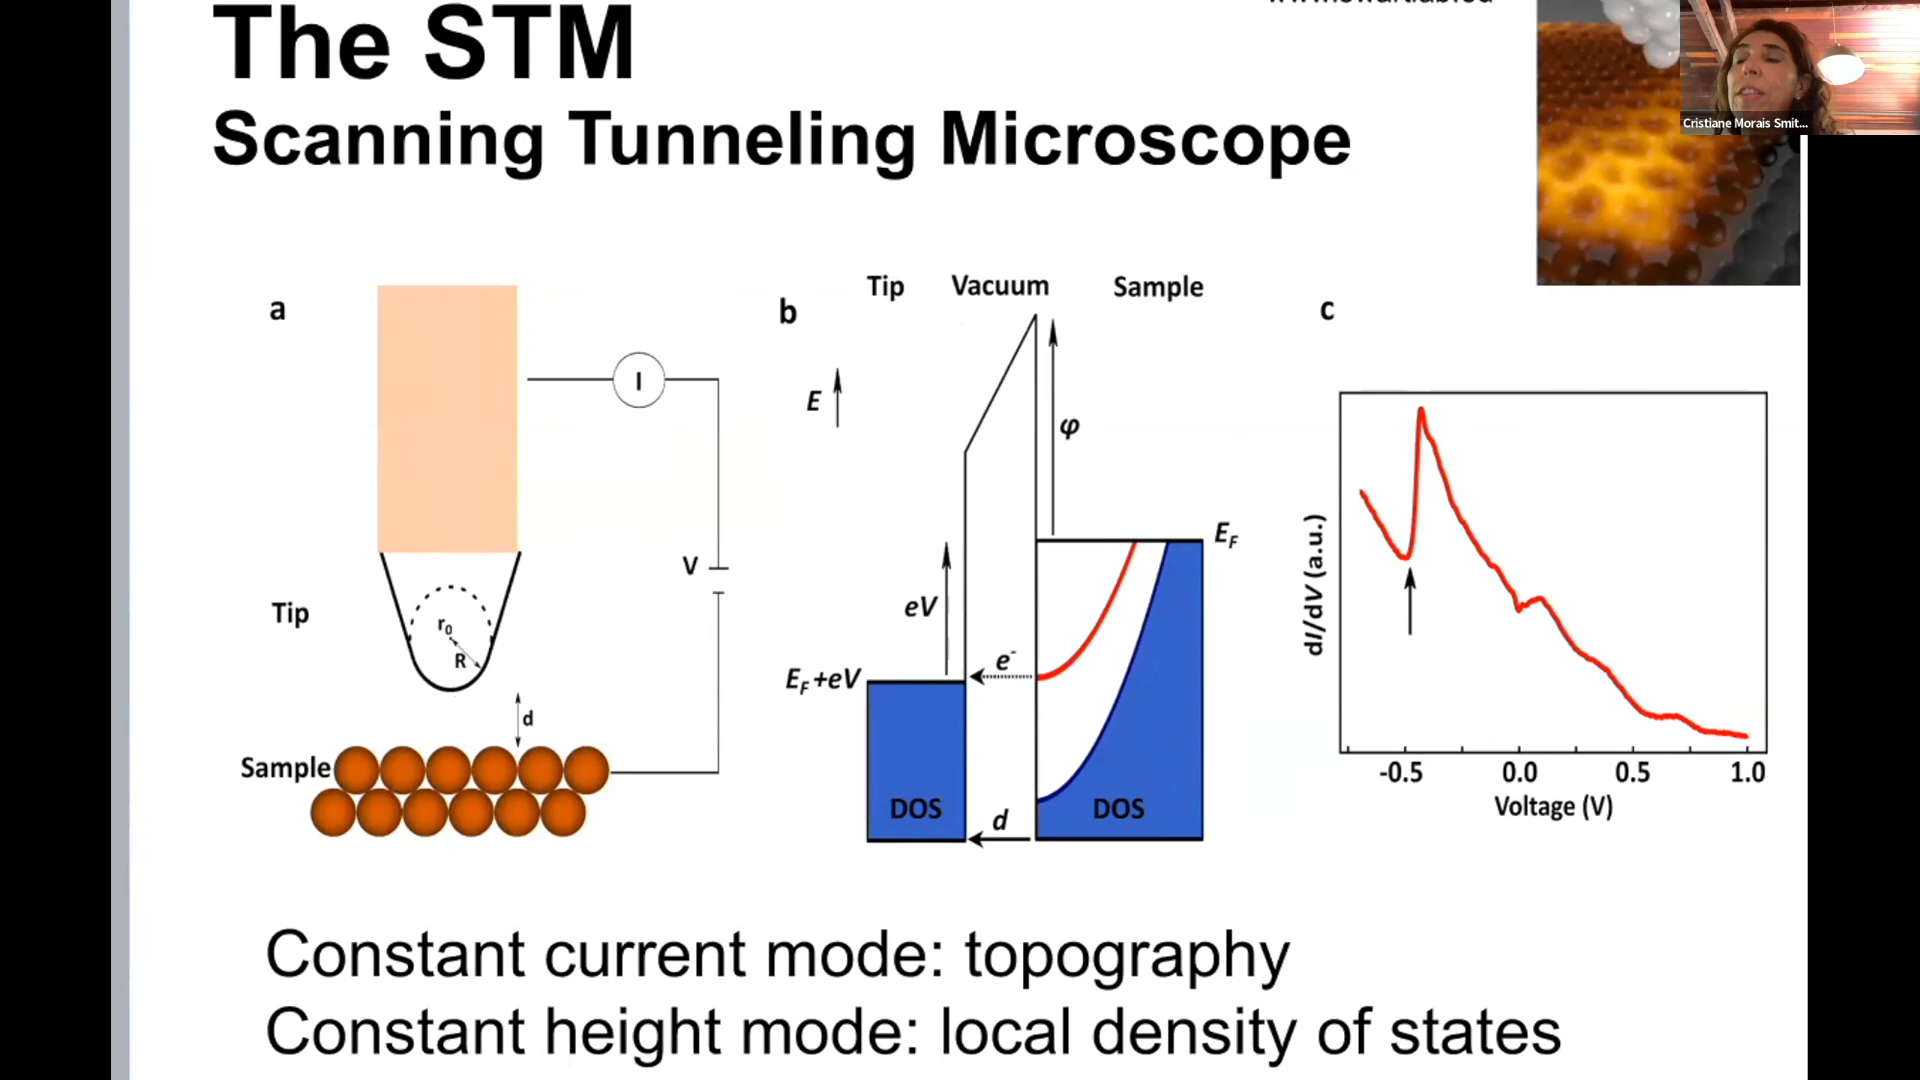 The STM
Scanning Tunneling Microscope
Cristiane Morais Smit...
a
I
V
Tip
r0
R
d
Sample
b
Tip Vacuum Sample
E
φ
EF
eV
e-
EF+eV
DOS
d
DOS
c
dI/dV (a.u.)
-0.5 0.0 0.5 1.0
Voltage (V)
Constant current mode: topography
Constant height mode: local density of states